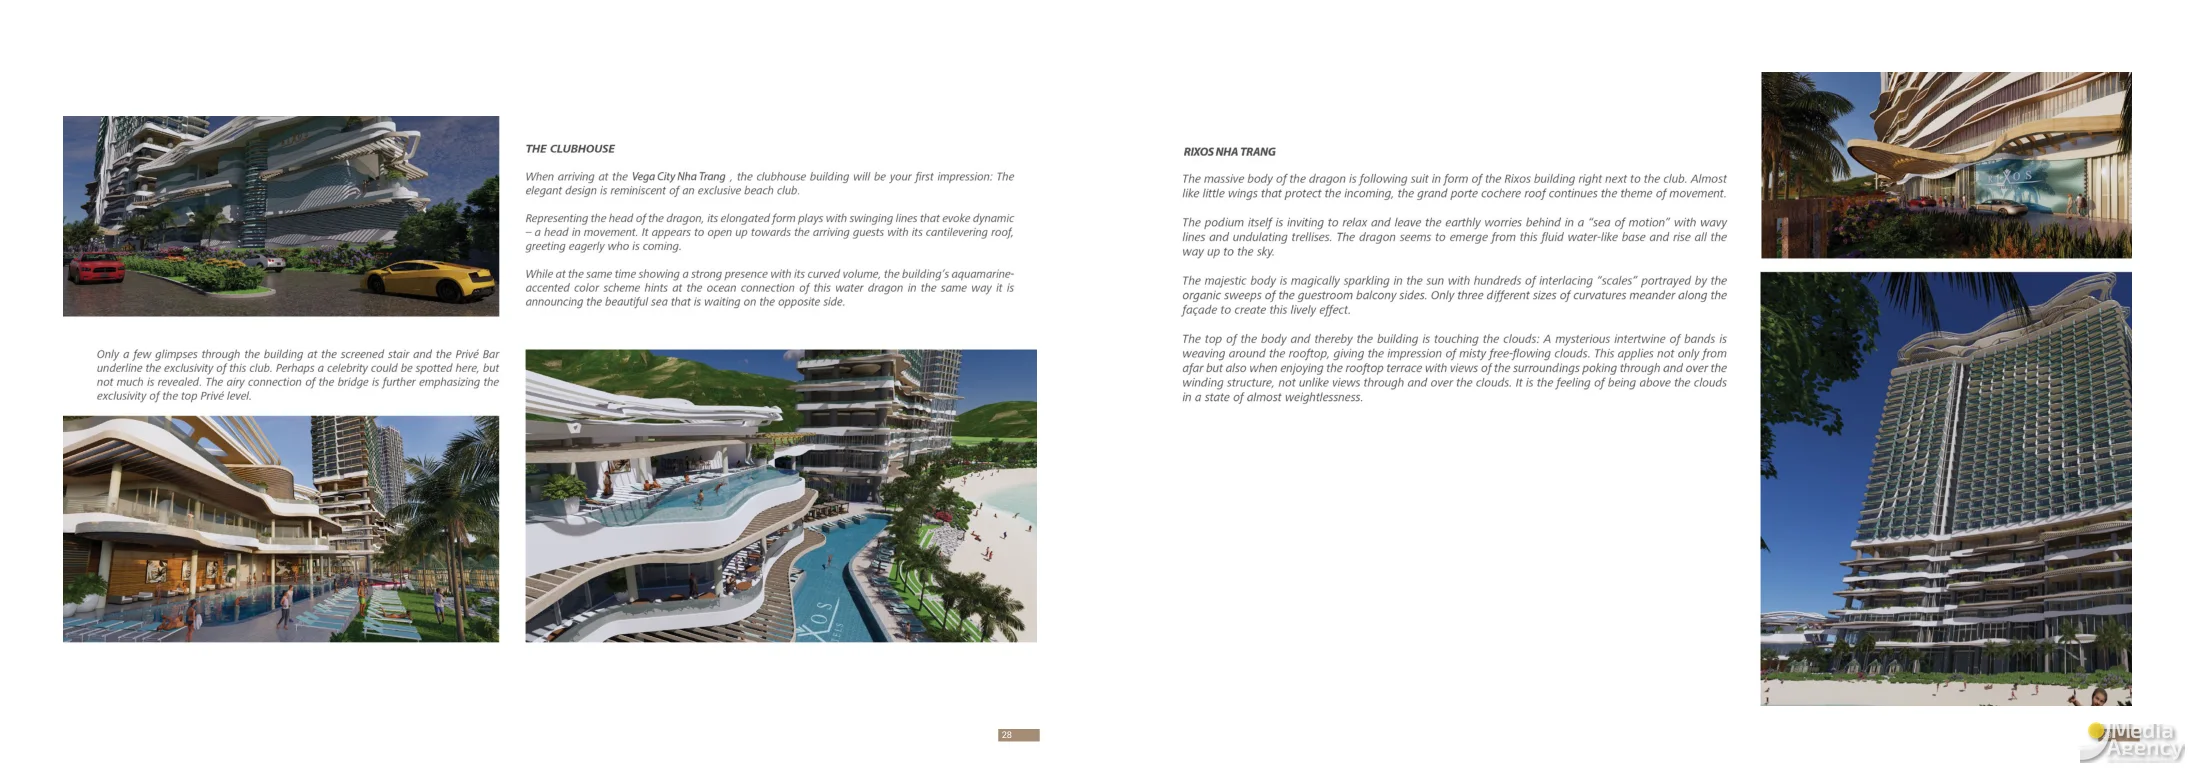 THE CLUBHOUSE
When arriving at the Vega City Nha Trang , the clubhouse building will be your first impression: The
elegant design is reminiscent of an exclusive beach club.
Representing the head of the dragon, its elongated form plays with swinging lines that evoke dynamic
– a head in movement. It appears to open up towards the arriving guests with its cantilevering roof,
greeting eagerly who is coming.
While at the same time showing a strong presence with its curved volume, the building's aquamarine-
accented color scheme hints at the ocean connection of this water dragon in the same way it is
announcing the beautiful sea that is waiting on the opposite side.
Only a few glimpses through the building at the screened stair and the Privé Bar
underline the exclusivity of this club. Perhaps a celebrity could be spotted here, but
not much is revealed. The airy connection of the bridge is further emphasizing the
exclusivity of the top Privé level.
XOS
28
RIXOS NHA TRANG
The massive body of the dragon is following suit in form of the Rixos building right next to the club. Almost
like little wings that protect the incoming, the grand porte cochere roof continues the theme of movement.
The podium itself is inviting to relax and leave the earthly worries behind in a “sea of motion” with wavy
lines and undulating trellises. The dragon seems to emerge from this fluid water-like base and rise all the
way up to the sky.
The majestic body is magically sparkling in the sun with hundreds of interlacing “scales” portrayed by the
organic sweeps of the guestroom balcony sides. Only three different sizes of curvatures meander along the
façade to create this lively effect.
The top of the body and thereby the building is touching the clouds: A mysterious intertwine of bands is
weaving around the rooftop, giving the impression of misty free-flowing clouds. This applies not only from
afar but also when enjoying the rooftop terrace with views of the surroundings poking through and over the
winding structure, not unlike views through and over the clouds. It is the feeling of being above the clouds
in a state of almost weightlessness.
RIXOS
Media
Agency